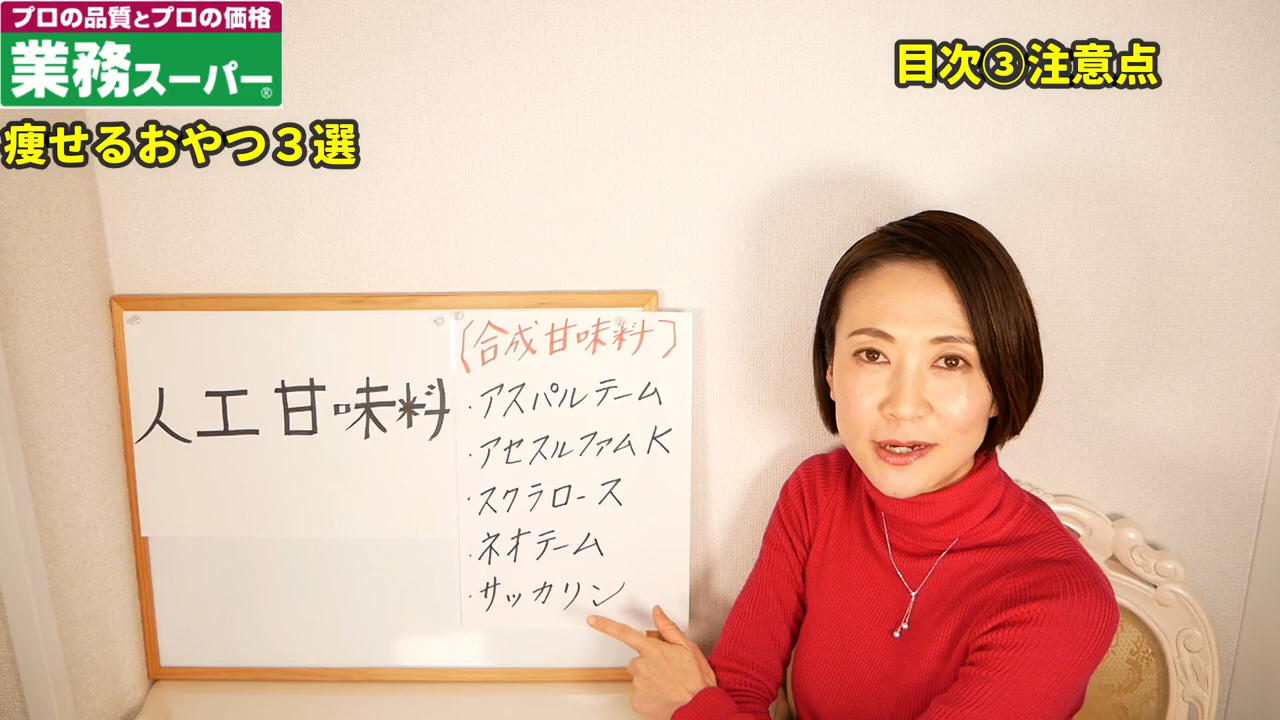 プロの品質とプロの価格
業務スーパー®
痩せるおやつ３選
目次③注意点
人工甘味料
〔合成甘味料〕
・アスパルテーム
・アセスルファムK
・スクラロース
・ネオテーム
・サッカリン